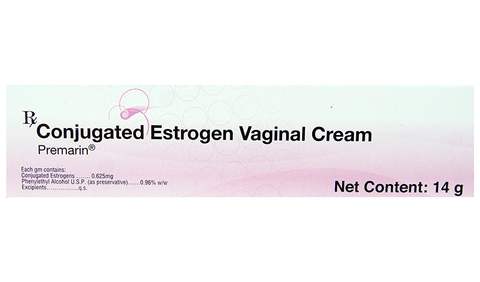 Rx
Conjugated Estrogen Vaginal Cream
Premarin®
Each gm contains:
Conjugated Estrogens ....... 0.625mg
Phenylethyl Alcohol U.S.P. (as preservative).....0.96% w/w
Excipients..................q.s.
Net Content: 14 g